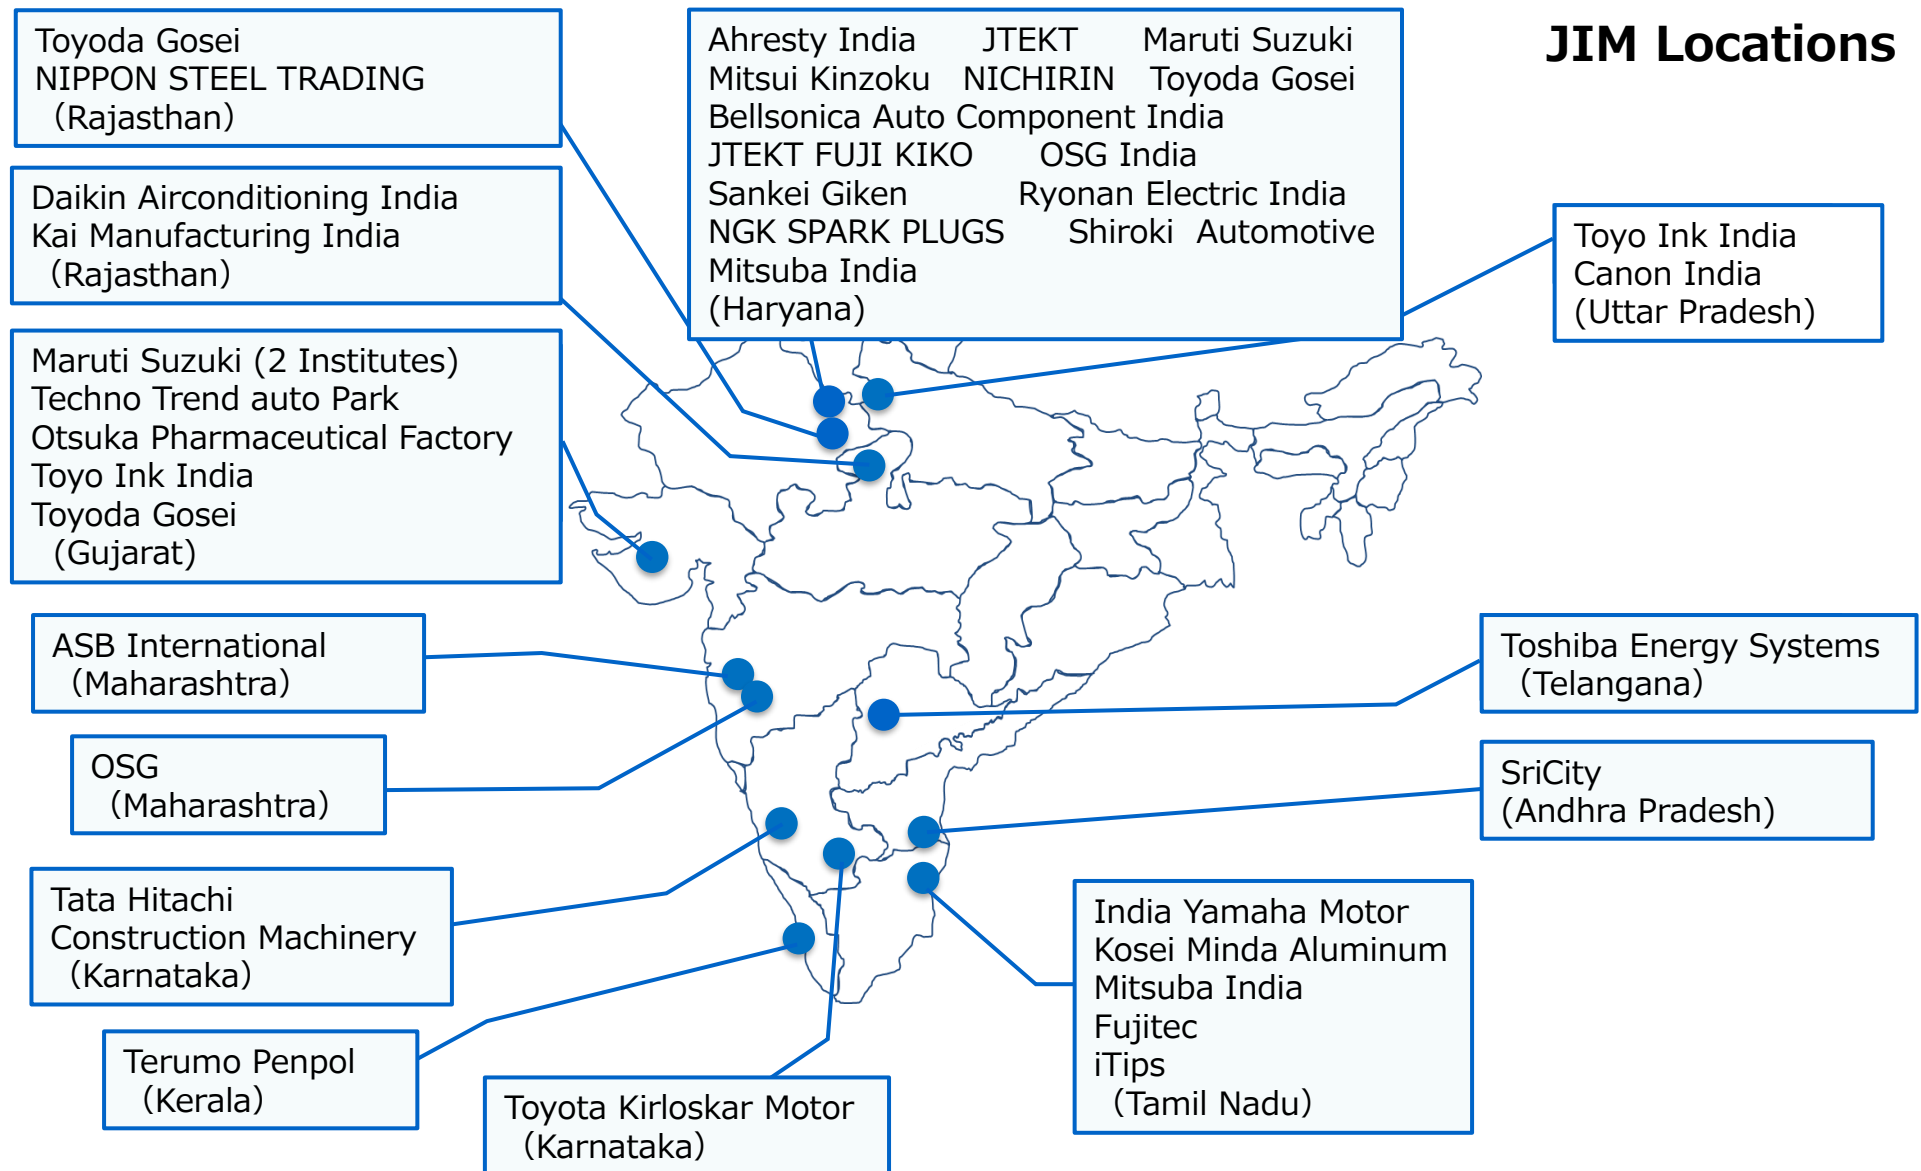 JIM Locations
Toyoda Gosei
NIPPON STEEL TRADING
（Rajasthan）
Ahresty India JTEKT Maruti Suzuki
Mitsui Kinzoku NICHIRIN Toyoda Gosei
Bellsonica Auto Component India
JTEKT FUJI KIKO OSG India
Sankei Giken Ryonan Electric India
NGK SPARK PLUGS Shiroki Automotive
Mitsuba India
(Haryana)
Daikin Airconditioning India
Kai Manufacturing India
（Rajasthan）
Toyo Ink India
Canon India
(Uttar Pradesh)
Maruti Suzuki (2 Institutes)
Techno Trend auto Park
Otsuka Pharmaceutical Factory
Toyo Ink India
Toyoda Gosei
（Gujarat）
ASB International
（Maharashtra）
Toshiba Energy Systems
（Telangana）
OSG
（Maharashtra）
SriCity
(Andhra Pradesh)
Tata Hitachi
Construction Machinery
（Karnataka）
India Yamaha Motor
Kosei Minda Aluminum
Mitsuba India
Fujitec
iTips
（Tamil Nadu）
Terumo Penpol
（Kerala）
Toyota Kirloskar Motor
（Karnataka）